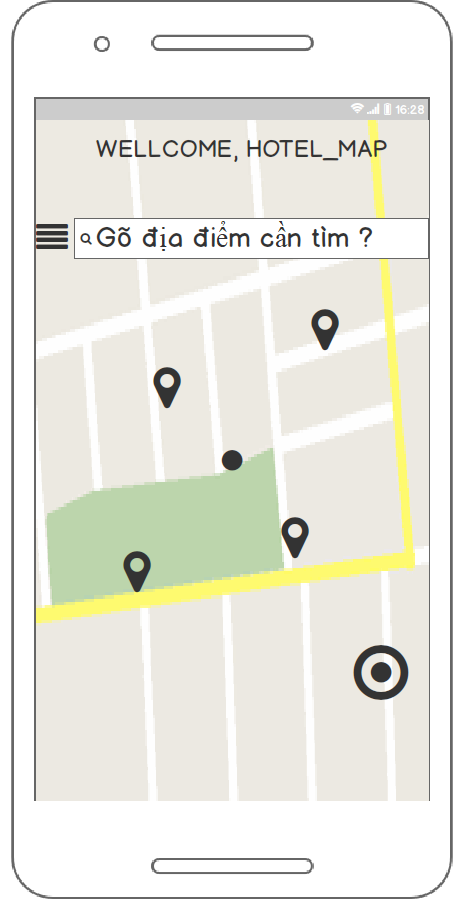 16:28
WELLCOME, HOTEL_MAP
Gõ địa điểm cần tìm ?